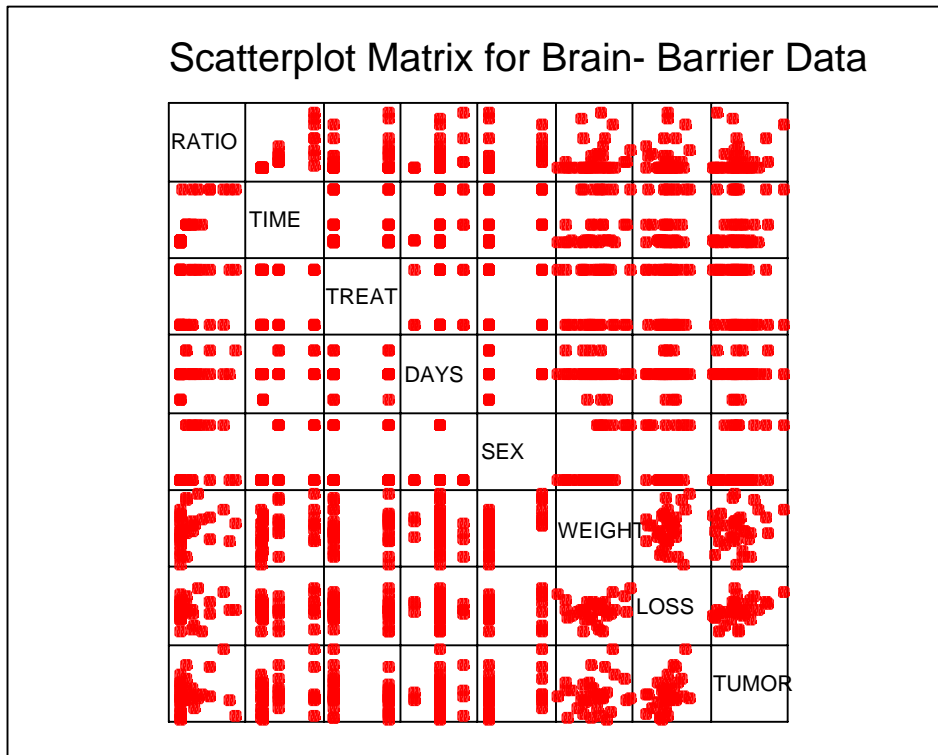 Scatterplot Matrix for Brain- Barrier Data
RATIO
TIME
TREAT
DAYS
SEX
WEIGHT
LOSS
TUMOR